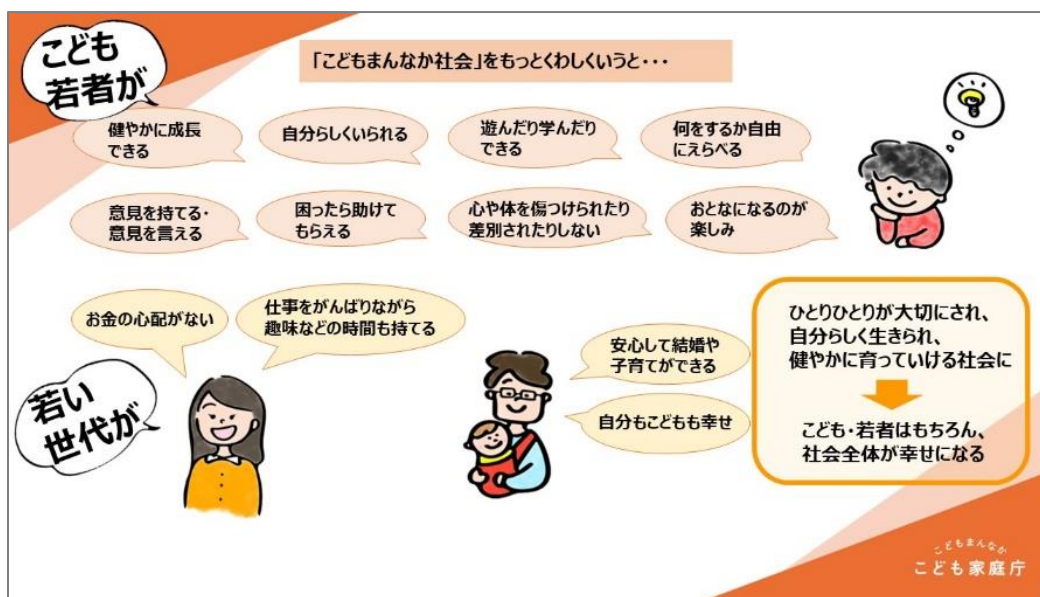 こども
若者が
「こどもまんなか社会」をもっとくわしくいうと・・・
健やかに成長
できる
自分らしくいられる
遊んだり学んだり
できる
何をするか自由
にえらべる
意見を持てる・
意見を言える
困ったら助けて
もらえる
心や体を傷つけられたり
差別されたりしない
おとなになるのが
楽しみ
若い
世代が
お金の心配がない
仕事をがんばりながら
趣味などの時間も持てる
安心して結婚や
子育てができる
自分もこどもも幸せ
ひとりひとりが大切にされ、
自分らしく生きられ、
健やかに育っていける社会に
こども・若者はもちろん、
社会全体が幸せになる
こどもまんなか
こども家庭庁